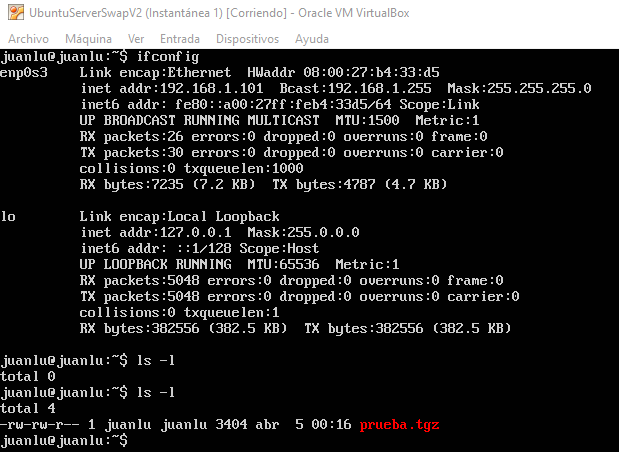 UbuntuServerSwapV2 (Instantánea 1) [Corriendo] - Oracle VM VirtualBox
Archivo Máquina Ver Entrada Dispositivos Ayuda
juanlu@juanlu:~$ ifconfig
enp0s3 Link encap:Ethernet HWaddr 08:00:27:b4:33:d5
inet addr:192.168.1.101 Bcast:192.168.1.255 Mask:255.255.255.0
inet6 addr: fe80::a00:27ff:feb4:33d5/64 Scope:Link
UP BROADCAST RUNNING MULTICAST MTU:1500 Metric:1
RX packets:26 errors:0 dropped:0 overruns:0 frame:0
TX packets:30 errors:0 dropped:0 overruns:0 carrier:0
collisions:0 txqueuelen:1000
RX bytes:7235 (7.2 KB) TX bytes:4787 (4.7 KB)
lo Link encap:Local Loopback
inet addr:127.0.0.1 Mask:255.0.0.0
inet6 addr: ::1/128 Scope:Host
UP LOOPBACK RUNNING MTU:65536 Metric:1
RX packets:5048 errors:0 dropped:0 overruns:0 frame:0
TX packets:5048 errors:0 dropped:0 overruns:0 carrier:0
collisions:0 txqueuelen:1
RX bytes:382556 (382.5 KB) TX bytes:382556 (382.5 KB)
juanlu@juanlu:~$ ls -l
total 0
juanlu@juanlu:~$ ls -l
total 4
-rw-rw-r-- 1 juanlu juanlu 3404 abr 5 00:16 prueba.tgz
juanlu@juanlu:~$